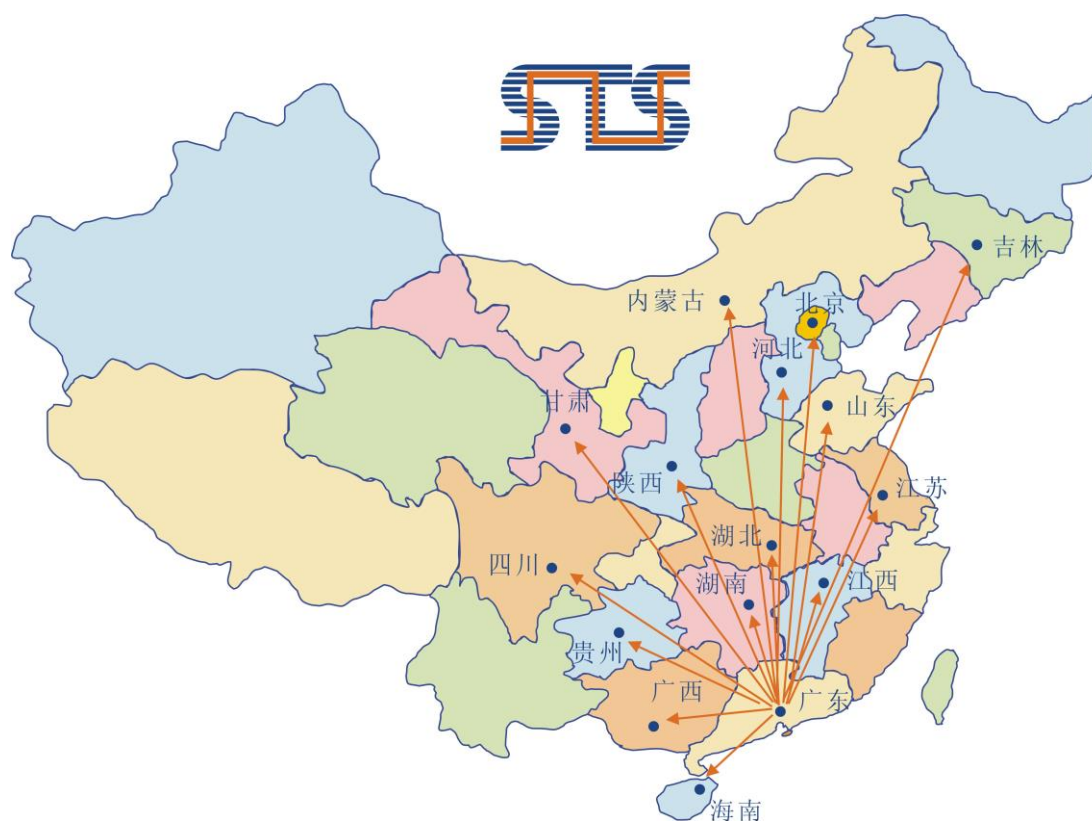 STS
吉林
内蒙古
北京
河北
甘肃
山东
陕西
江苏
湖北
四川
湖南
江西
贵州
广西
广东
海南